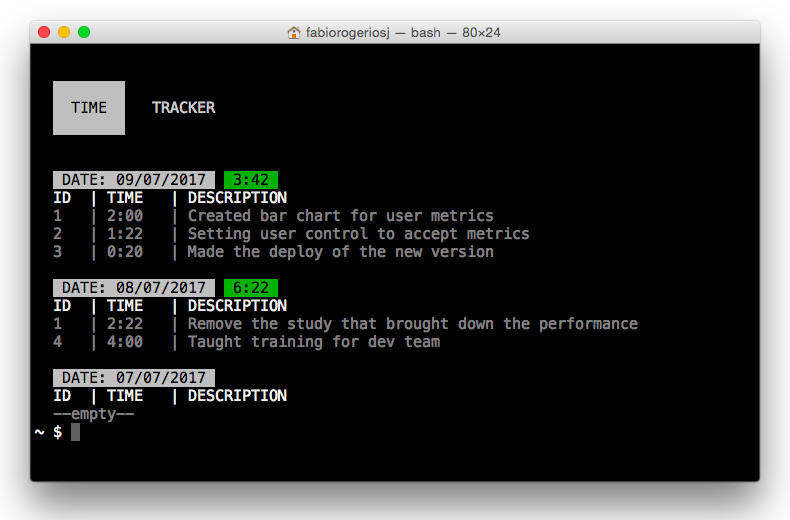 fabiorogeriosj — bash — 80×24
TIME TRACKER
DATE: 09/07/2017 3:42
ID | TIME | DESCRIPTION
1 | 2:00 | Created bar chart for user metrics
2 | 1:22 | Setting user control to accept metrics
3 | 0:20 | Made the deploy of the new version
DATE: 08/07/2017 6:22
ID | TIME | DESCRIPTION
1 | 2:22 | Remove the study that brought down the performance
4 | 4:00 | Taught training for dev team
DATE: 07/07/2017
ID | TIME | DESCRIPTION
--empty--
~ $